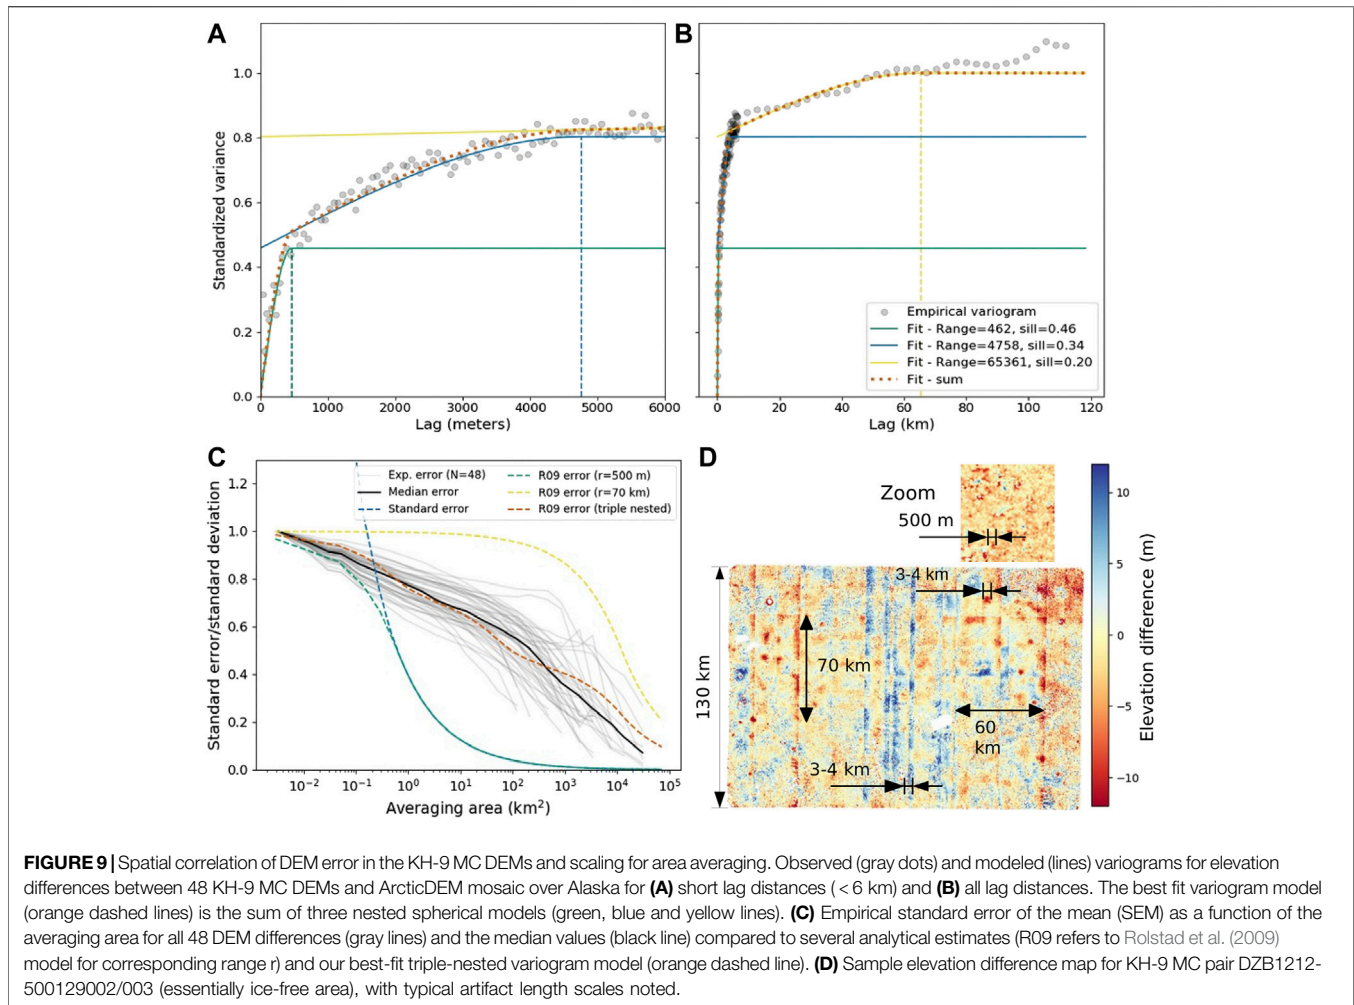 A
B
1.0
0.8
0.6
0.4
0.2
0.0
Standardized variance
0 1000 2000 3000 4000 5000 6000
Lag (meters)
Empirical variogram
Fit - Range=462, sill=0.46
Fit - Range=4758, sill=0.34
Fit - Range=65361, sill=0.20
Fit - sum
0 20 40 60 80 100 120
Lag (km)
C
1.2
1.0
0.8
0.6
0.4
0.2
0.0
Standard error/standard deviation
Exp. error (N=48)
Median error
Standard error
R09 error (r=500 m)
R09 error (r=70 km)
R09 error (triple nested)
10⁻² 10⁻¹ 10⁰ 10¹ 10² 10³ 10⁴ 10⁵
Averaging area (km²)
D
Zoom
500 m
3-4 km
70 km
130 km
60
km
3-4 km
10
5
0
−5
−10
Elevation difference (m)
FIGURE 9 | Spatial correlation of DEM error in the KH-9 MC DEMs and scaling for area averaging. Observed (gray dots) and modeled (lines) variograms for elevation
differences between 48 KH-9 MC DEMs and ArcticDEM mosaic over Alaska for (A) short lag distances (< 6 km) and (B) all lag distances. The best fit variogram model
(orange dashed lines) is the sum of three nested spherical models (green, blue and yellow lines). (C) Empirical standard error of the mean (SEM) as a function of the
averaging area for all 48 DEM differences (gray lines) and the median values (black line) compared to several analytical estimates (R09 refers to Rolstad et al. (2009)
model for corresponding range r) and our best-fit triple-nested variogram model (orange dashed line). (D) Sample elevation difference map for KH-9 MC pair DZB1212-
500129002/003 (essentially ice-free area), with typical artifact length scales noted.